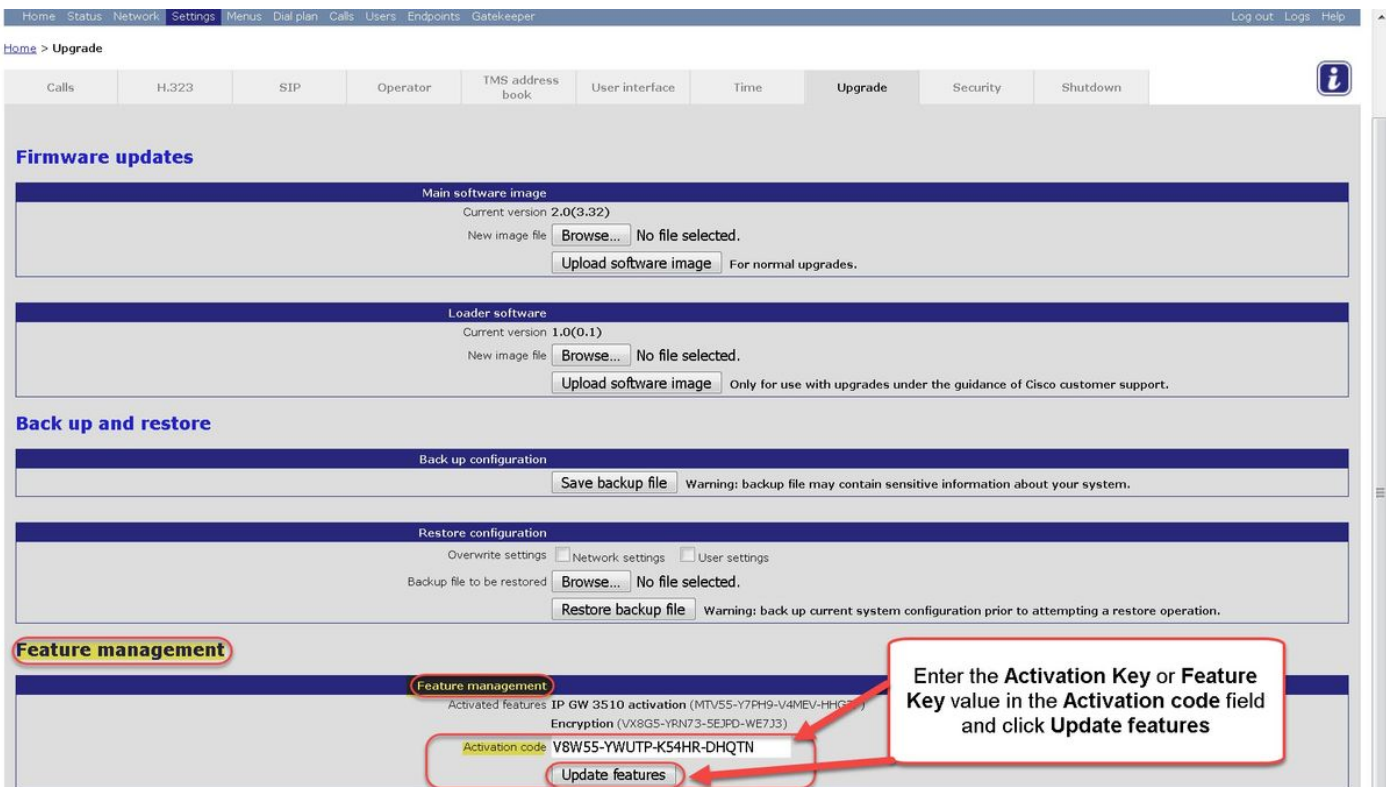 Home Status Network Settings Menus Dial plan Calls Users Endpoints Gatekeeper Log out Logs Help
Home > Upgrade
Calls H.323 SIP Operator TMS address book User interface Time Upgrade Security Shutdown
Firmware updates
Main software image
Current version 2.0(3.32)
New image file Browse... No file selected.
Upload software image For normal upgrades.
Loader software
Current version 1.0(0.1)
New image file Browse... No file selected.
Upload software image Only for use with upgrades under the guidance of Cisco customer support.
Back up and restore
Back up configuration
Save backup file Warning: backup file may contain sensitive information about your system.
Restore configuration
Overwrite settings Network settings User settings
Backup file to be restored Browse... No file selected.
Restore backup file Warning: back up current system configuration prior to attempting a restore operation.
Feature management
Feature management
Activated features IP GW 3510 activation
Encryption (VX8G5-YRN73-5EJPD-WE7J3)
Activation code V8W55-YWUTP-K54HR-DHQTN
Update features
Enter the Activation Key or Feature
Key value in the Activation code field
and click Update features